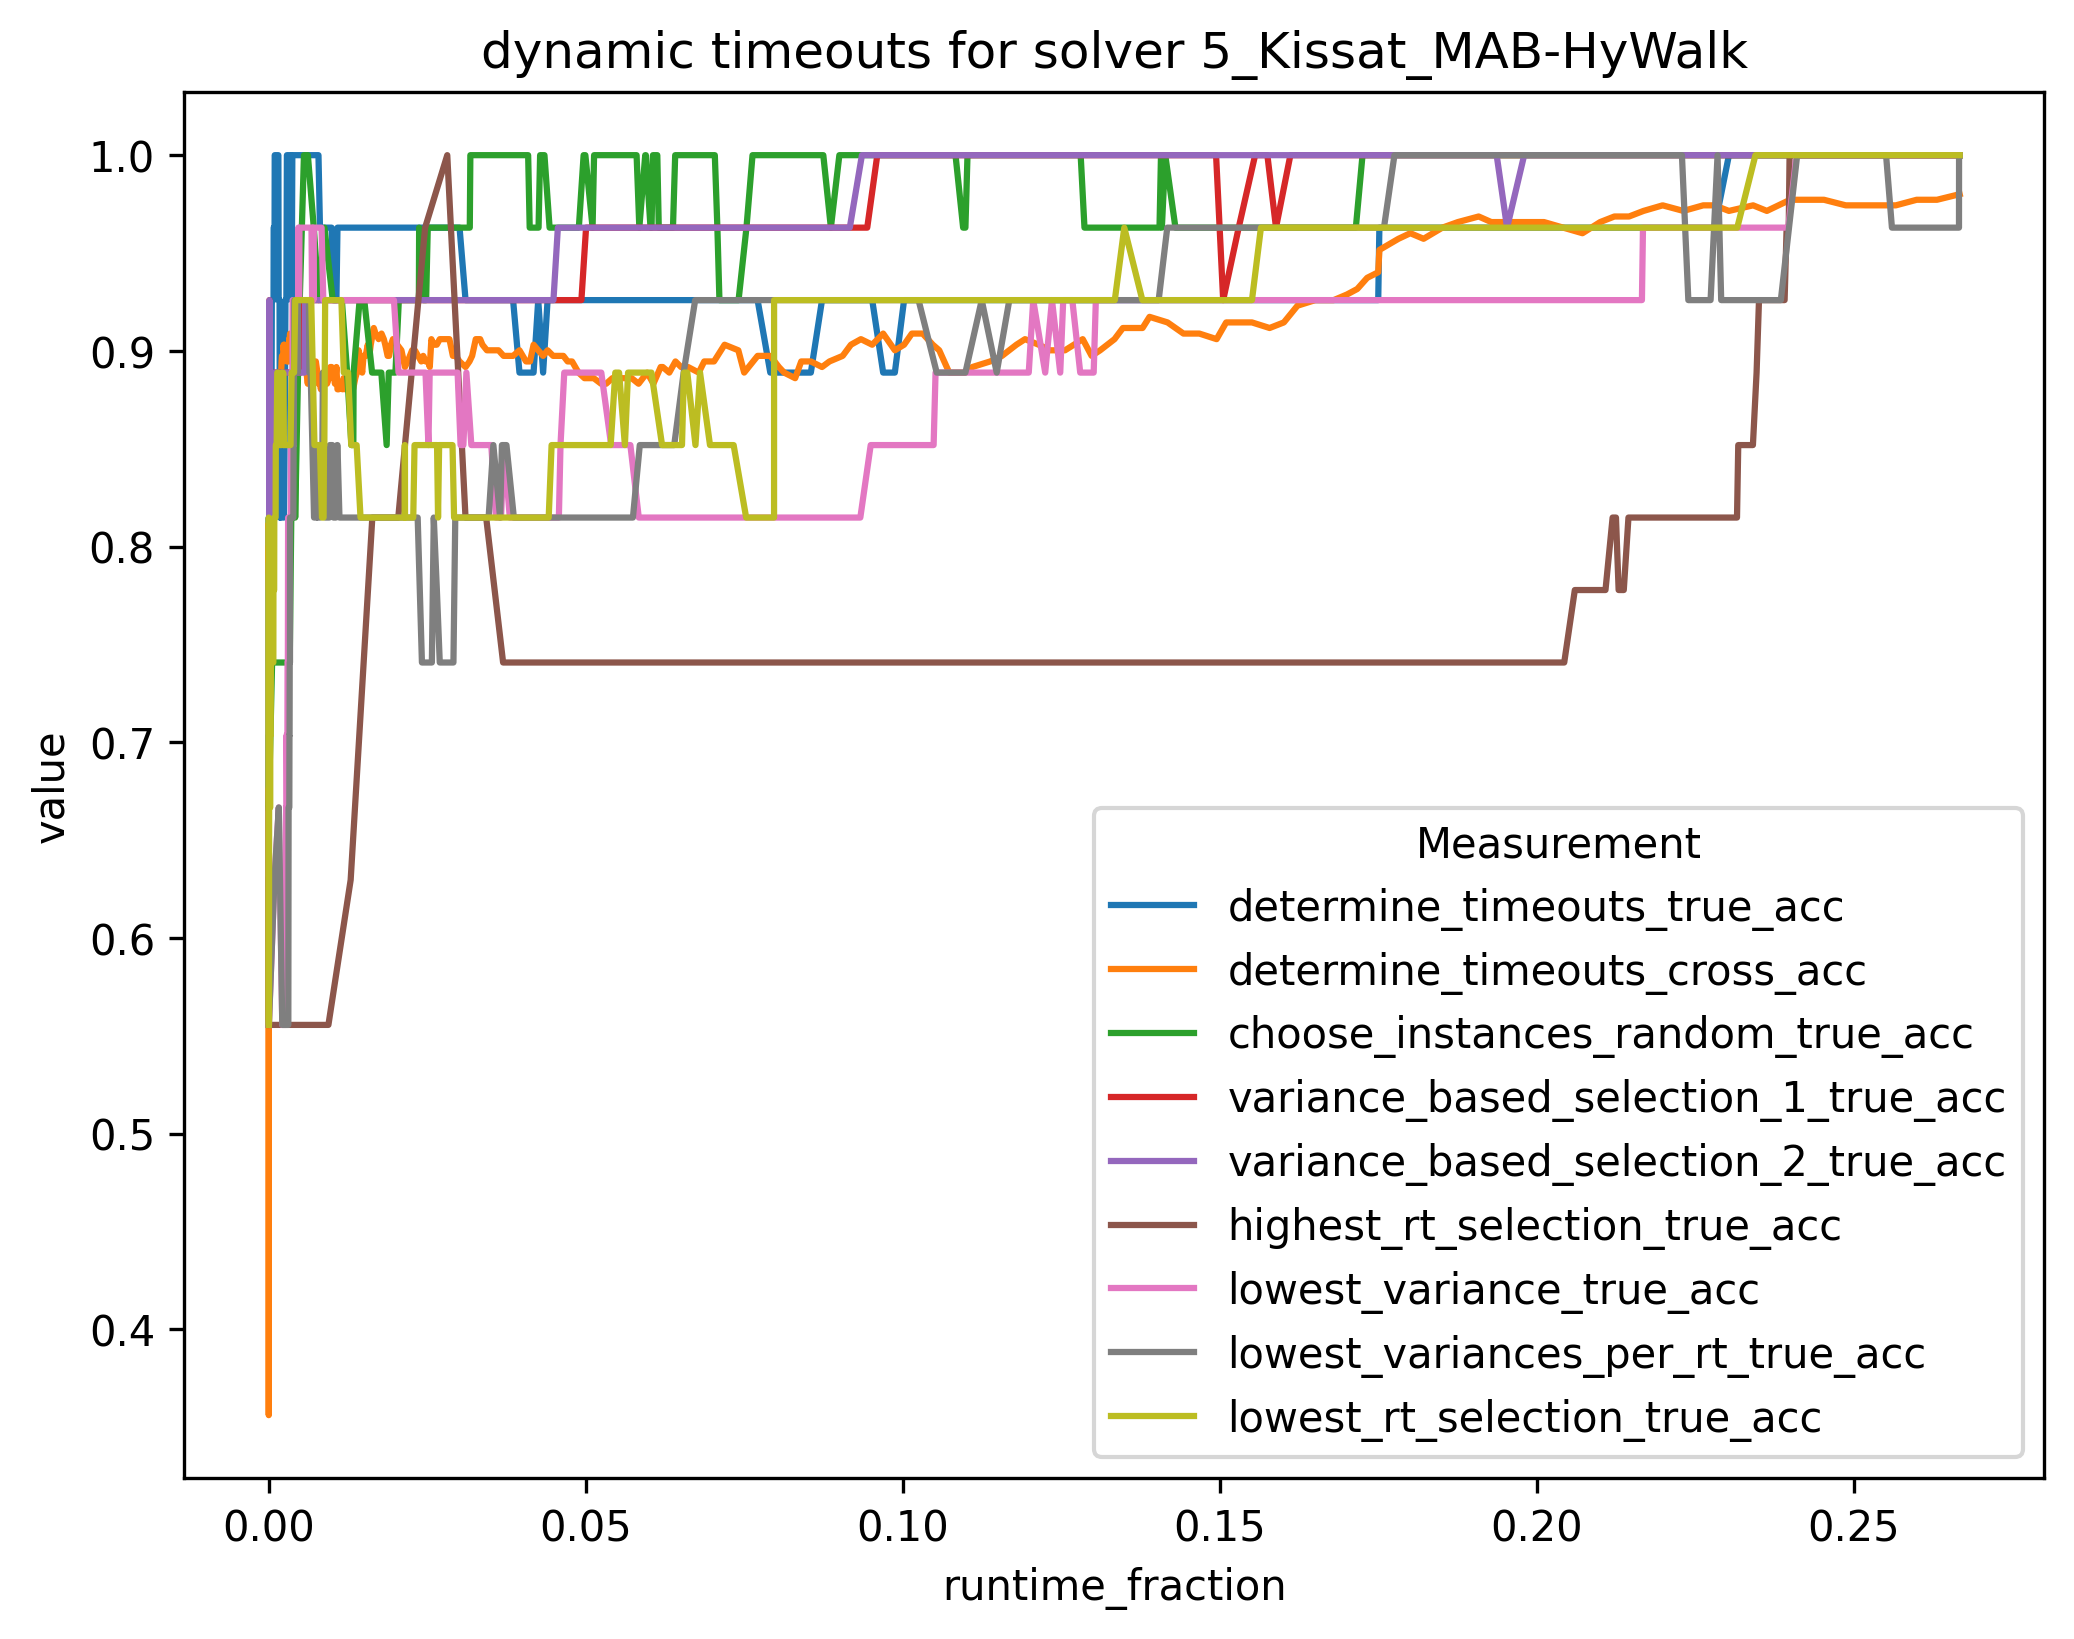 dynamic timeouts for solver 5_Kissat_MAB-HyWalk
1.0
0.9
0.8
0.7
0.6
0.5
0.4
value
0.00 0.05 0.10 0.15 0.20 0.25
runtime_fraction
Measurement
determine_timeouts_true_acc
determine_timeouts_cross_acc
choose_instances_random_true_acc
variance_based_selection_1_true_acc
variance_based_selection_2_true_acc
highest_rt_selection_true_acc
lowest_variance_true_acc
lowest_variances_per_rt_true_acc
lowest_rt_selection_true_acc